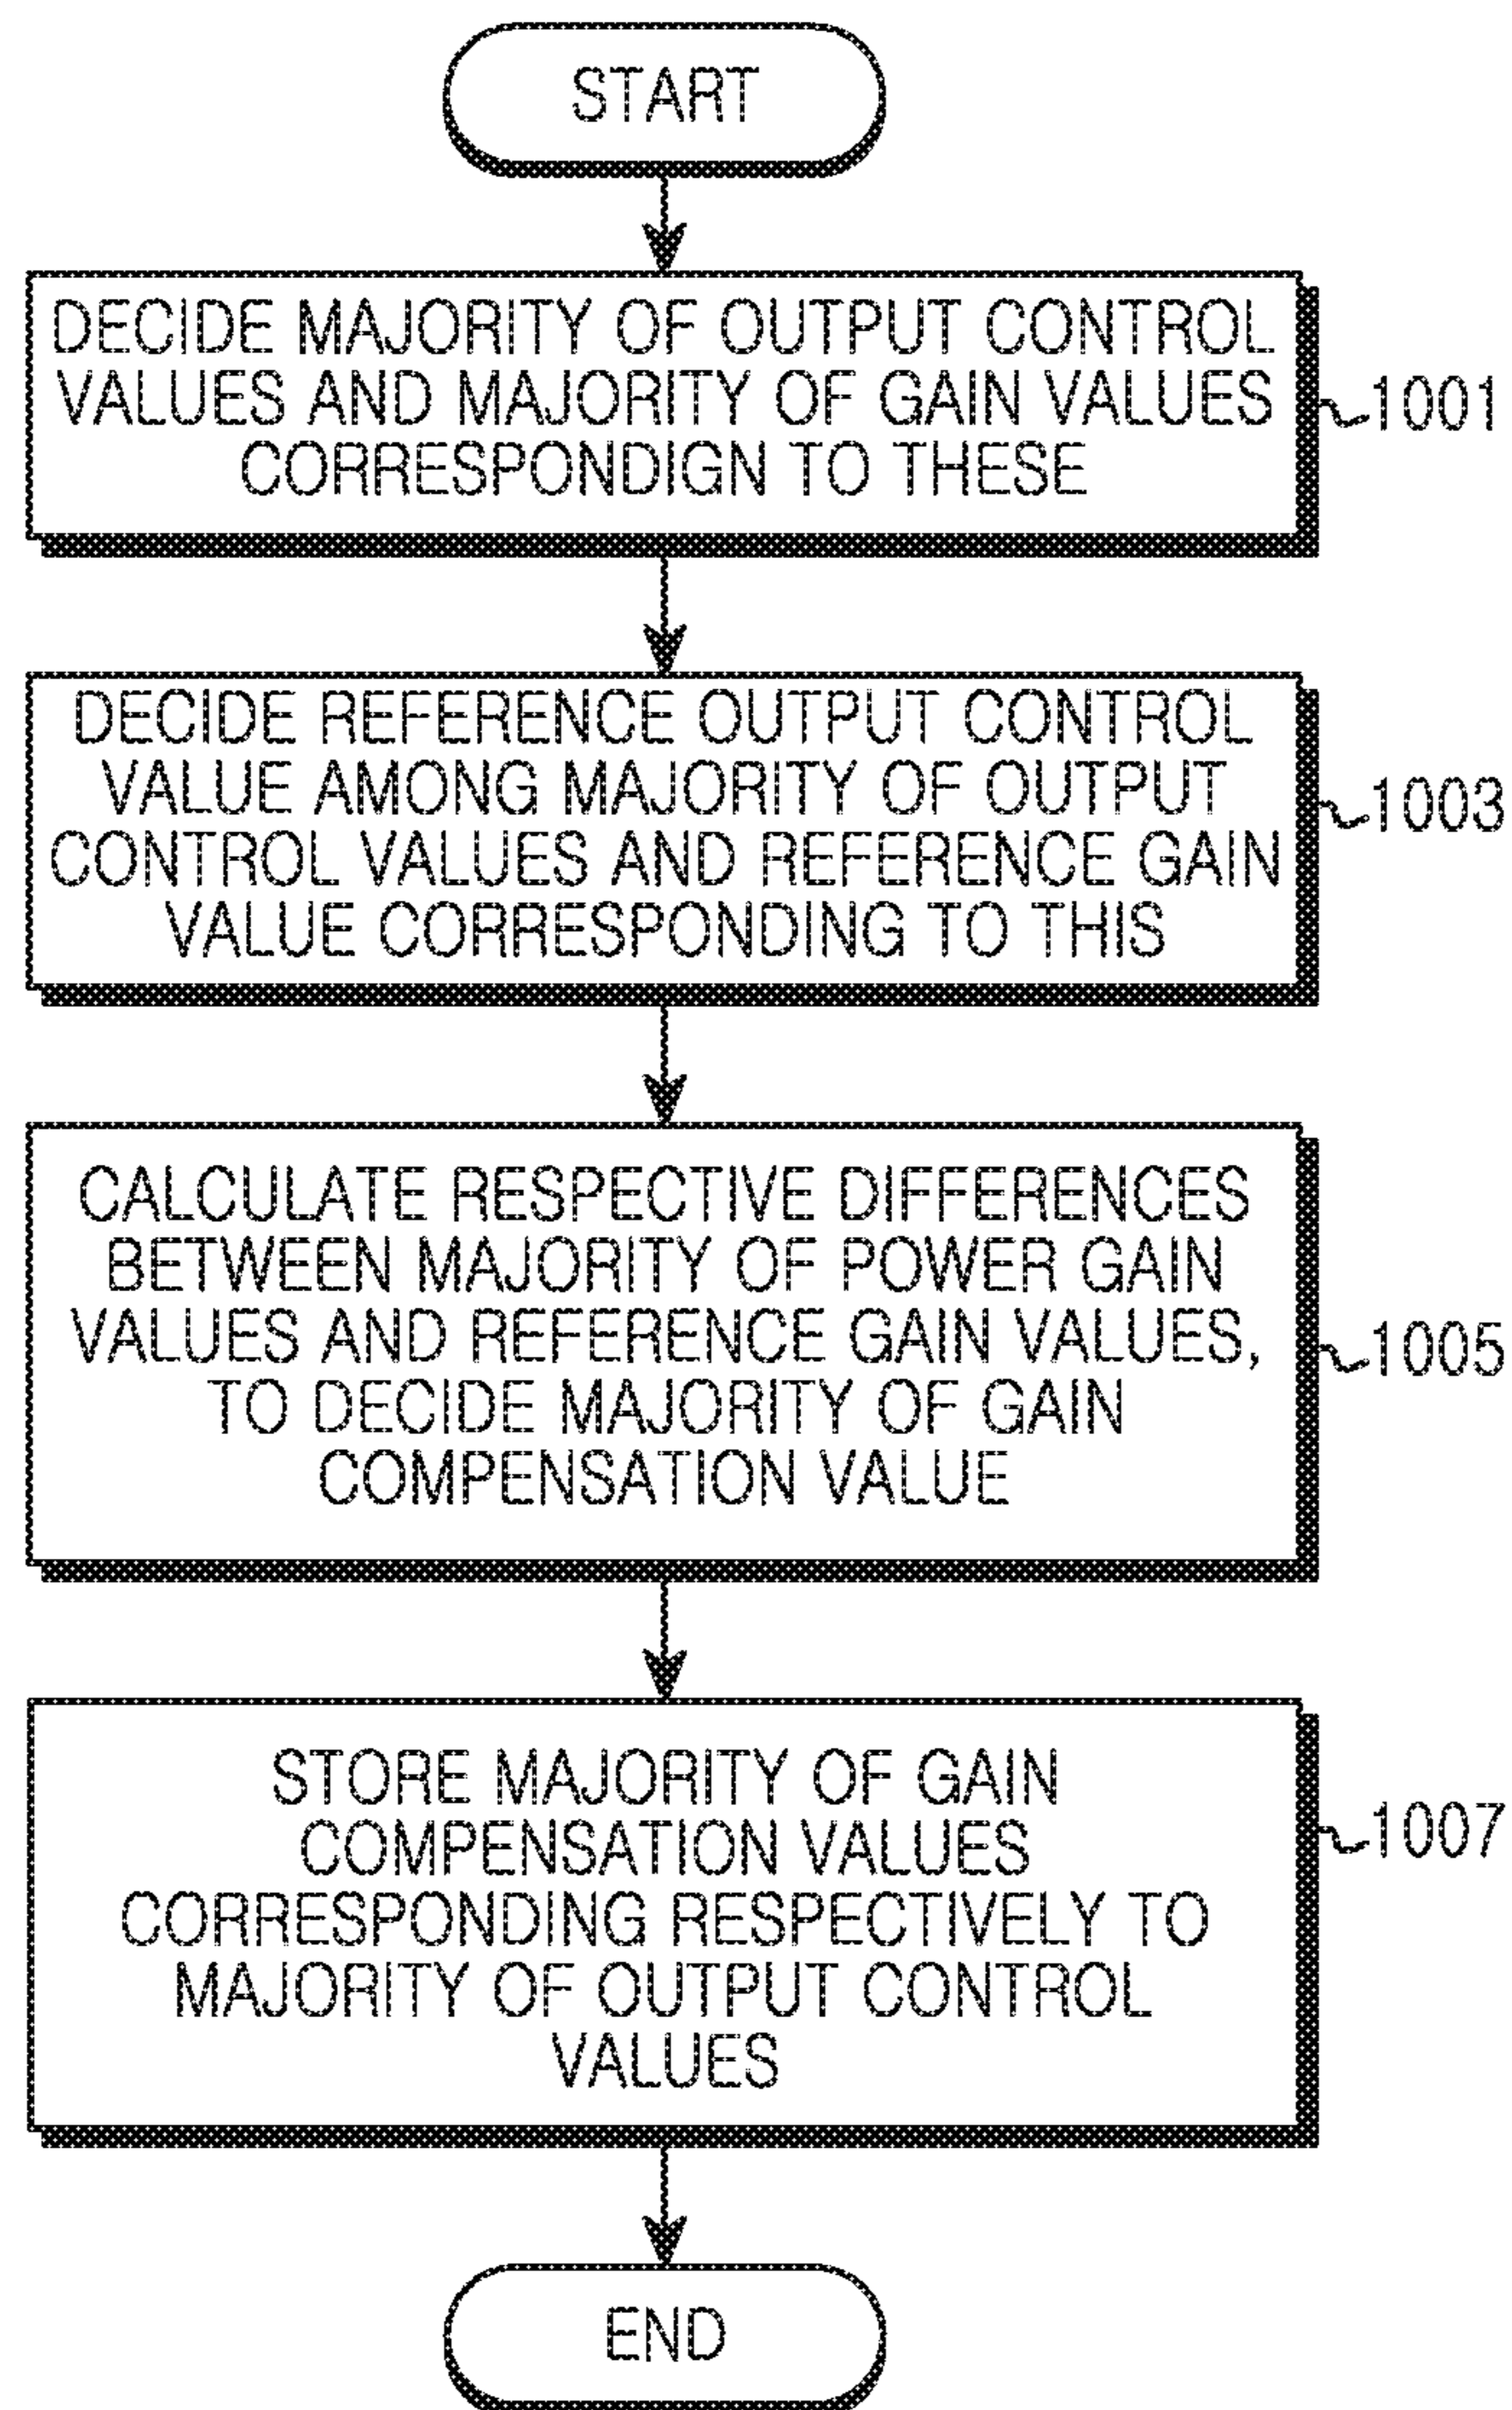 START
DECIDE MAJORITY OF OUTPUT CONTROL
VALUES AND MAJORITY OF GAIN VALUES
CORRESPONDIGN TO THESE
1001
DECIDE REFERENCE OUTPUT CONTROL
VALUE AMONG MAJORITY OF OUTPUT
CONTROL VALUES AND REFERENCE GAIN
VALUE CORRESPONDING TO THIS
1003
CALCULATE RESPECTIVE DIFFERENCES
BETWEEN MAJORITY OF POWER GAIN
VALUES AND REFERENCE GAIN VALUES,
TO DECIDE MAJORITY OF GAIN
COMPENSATION VALUE
1005
STORE MAJORITY OF GAIN
COMPENSATION VALUES
CORRESPONDING RESPECTIVELY TO
MAJORITY OF OUTPUT CONTROL
VALUES
1007
END